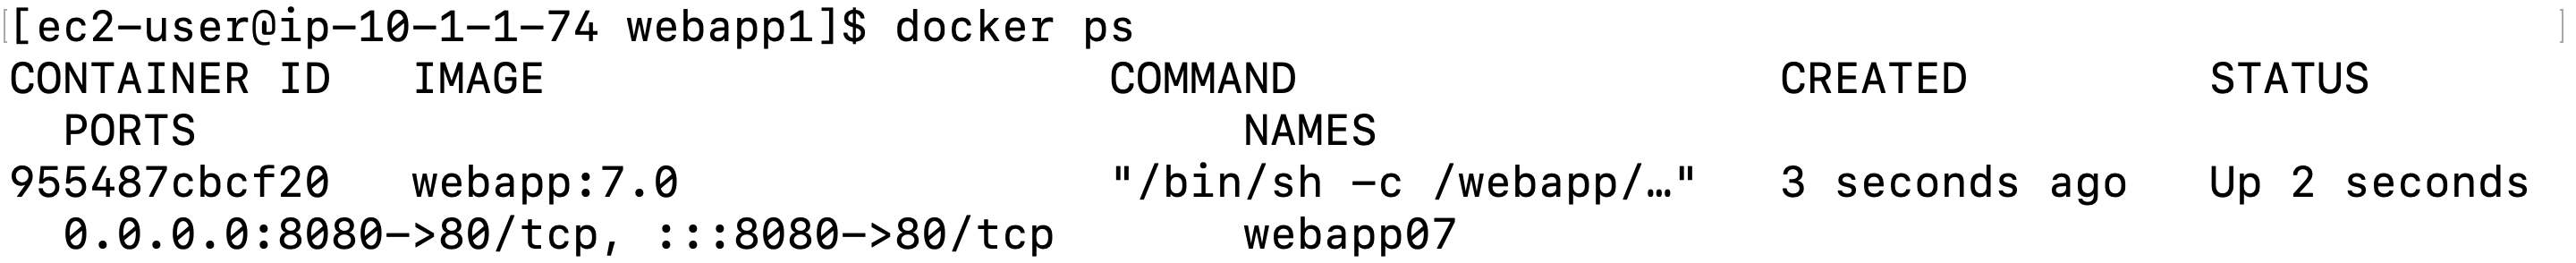 [ec2-user@ip-10-1-1-74 webapp1]$ docker ps
CONTAINER ID   IMAGE                     COMMAND                  CREATED         STATUS
  PORTS                                       NAMES
955487cbcf20   webapp:7.0                "/bin/sh -c /webapp/…"   3 seconds ago   Up 2 seconds
  0.0.0.0:8080->80/tcp, :::8080->80/tcp       webapp07